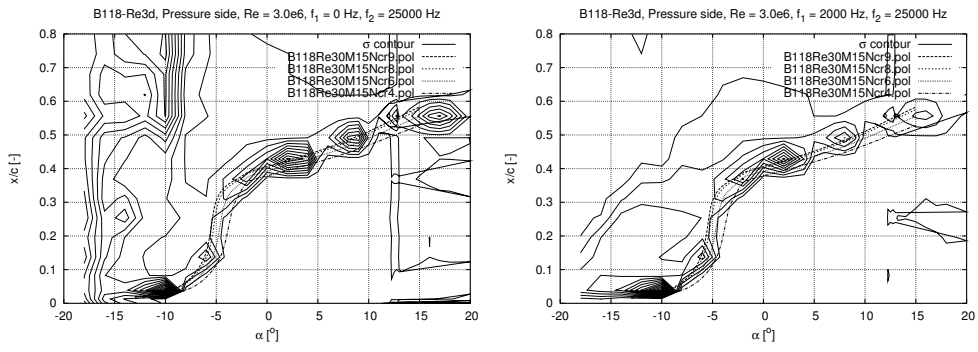 B118-Re3d, Pressure side, Re = 3.0e6, f1 = 0 Hz, f2 = 25000 Hz
σ contour
B118Re30M15Ncr9.pol
B118Re30M15Ncr8.pol
B118Re30M15Ncr6.pol
B118Re30M15Ncr4.pol
0.8
0.7
0.6
0.5
0.4
0.3
0.2
0.1
0
x/c [-]
-20 -15 -10 -5 0 5 10 15 20
α [º]
B118-Re3d, Pressure side, Re = 3.0e6, f1 = 2000 Hz, f2 = 25000 Hz
σ contour
B118Re30M15Ncr9.pol
B118Re30M15Ncr8.pol
B118Re30M15Ncr6.pol
B118Re30M15Ncr4.pol
0.8
0.7
0.6
0.5
0.4
0.3
0.2
0.1
0
x/c [-]
-20 -15 -10 -5 0 5 10 15 20
α [º]